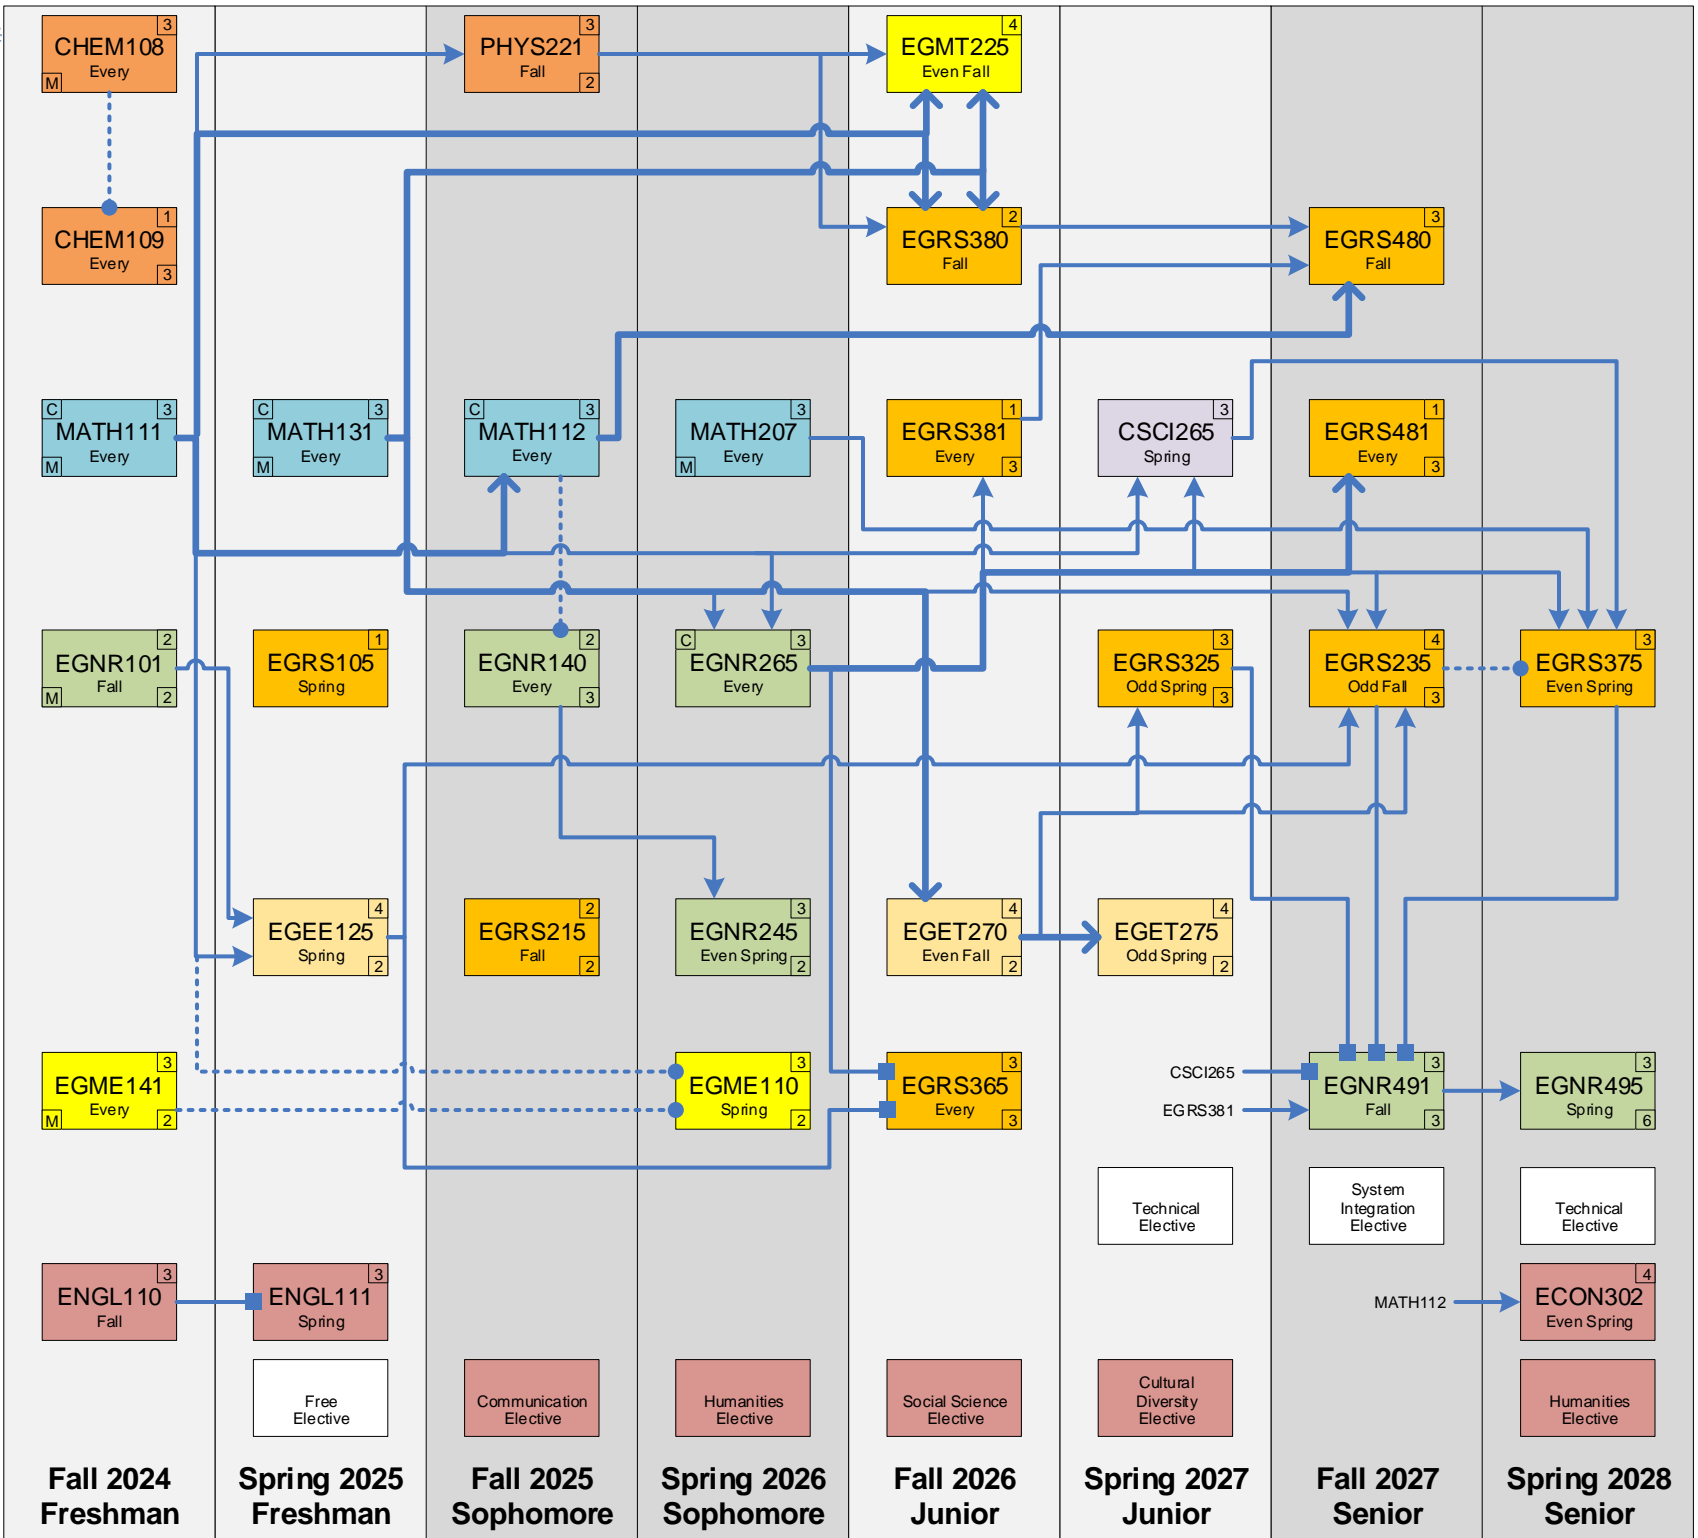 3
CHEM108
Every
M
3
PHYS221
Fall
2
4
EGMT225
Even Fall
1
CHEM109
Every
3
2
EGRS380
Fall
3
EGRS480
Fall
C 3
MATH111
Every
M
C 3
MATH131
Every
M
C 3
MATH112
Every
3
MATH207
Every
M
1
EGRS381
Every
3
3
CSCI265
Spring
1
EGRS481
Every
3
2
EGNR101
Fall
M 2
1
EGRS105
Spring
2
EGNR140
Every
3
C 3
EGNR265
Every
3
EGRS325
Odd Spring
3
4
EGRS235
Odd Fall
3
3
EGRS375
Even Spring
4
EGEE125
Spring
2
2
EGRS215
Fall
2
3
EGNR245
Even Spring
2
4
EGET270
Even Fall
2
4
EGET275
Odd Spring
2
3
EGME141
Every
M 2
3
EGME110
Spring
2
3
EGRS365
Every
3
CSCI265
EGRS381
3
EGNR491
Fall
3
3
EGNR495
Spring
6
Technical
Elective
System
Integration
Elective
Technical
Elective
3
ENGL110
Fall
3
ENGL111
Spring
MATH112
4
ECON302
Even Spring
Free
Elective
Communication
Elective
Humanities
Elective
Social Science
Elective
Cultural
Diversity
Elective
Humanities
Elective
Fall 2024
Freshman
Spring 2025
Freshman
Fall 2025
Sophomore
Spring 2026
Sophomore
Fall 2026
Junior
Spring 2027
Junior
Fall 2027
Senior
Spring 2028
Senior